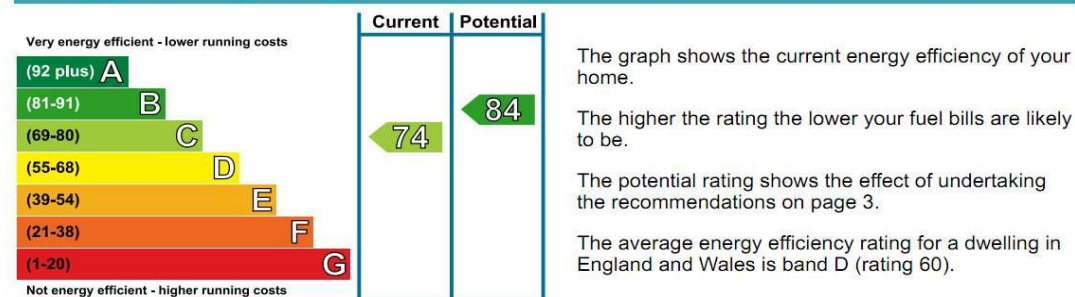 Current Potential
Very energy efficient - lower running costs
(92 plus) A
(81-91) B
(69-80) C
(55-68) D
(39-54) E
(21-38) F
(1-20) G
Not energy efficient - higher running costs
74
84
The graph shows the current energy efficiency of your
home.
The higher the rating the lower your fuel bills are likely
to be.
The potential rating shows the effect of undertaking
the recommendations on page 3.
The average energy efficiency rating for a dwelling in
England and Wales is band D (rating 60).